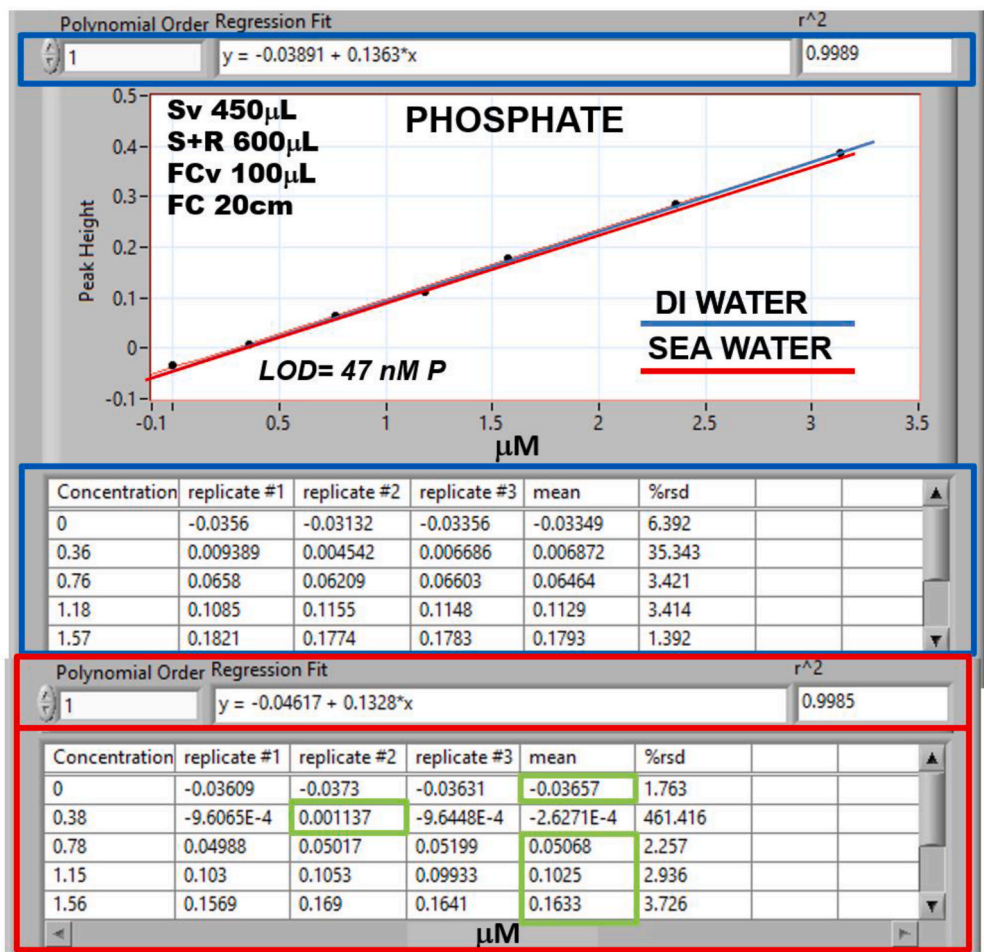 Polynomial Order Regression Fit r^2
1 y = -0.03891 + 0.1363*x 0.9989
0.5
Sv 450μL
PHOSPHATE
S+R 600μL
0.4
FCv 100μL
FC 20cm
0.3
0.2
Peak Height
0.1
DI WATER
0
SEA WATER
LOD= 47 nM P
-0.1
-0.1 0.5 1 1.5 2 2.5 3 3.5
μM
Concentration replicate #1 replicate #2 replicate #3 mean %rsd
0 -0.0356 -0.03132 -0.03356 -0.03349 6.392
0.36 0.009389 0.004542 0.006686 0.006872 35.343
0.76 0.0658 0.06209 0.06603 0.06464 3.421
1.18 0.1085 0.1155 0.1148 0.1129 3.414
1.57 0.1821 0.1774 0.1783 0.1793 1.392
Polynomial Order Regression Fit r^2
1 y = -0.04617 + 0.1328*x 0.9985
Concentration replicate #1 replicate #2 replicate #3 mean %rsd
0 -0.03609 -0.0373 -0.03631 -0.03657 1.763
0.38 -9.6065E-4 0.001137 -9.6448E-4 -2.6271E-4 461.416
0.78 0.04988 0.05017 0.05199 0.05068 2.257
1.15 0.103 0.1053 0.09933 0.1025 2.936
1.56 0.1569 0.169 0.1641 0.1633 3.726
μM